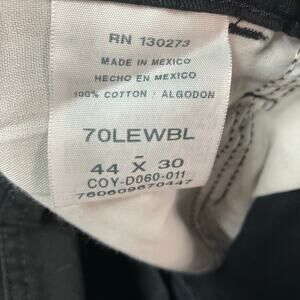 RN 130273
MADE IN MEXICO
HECHO EN MEXICO
100% COTTON / ALGODON
70LEWBL
-
44 X 30
COY-D060-011
760609670447